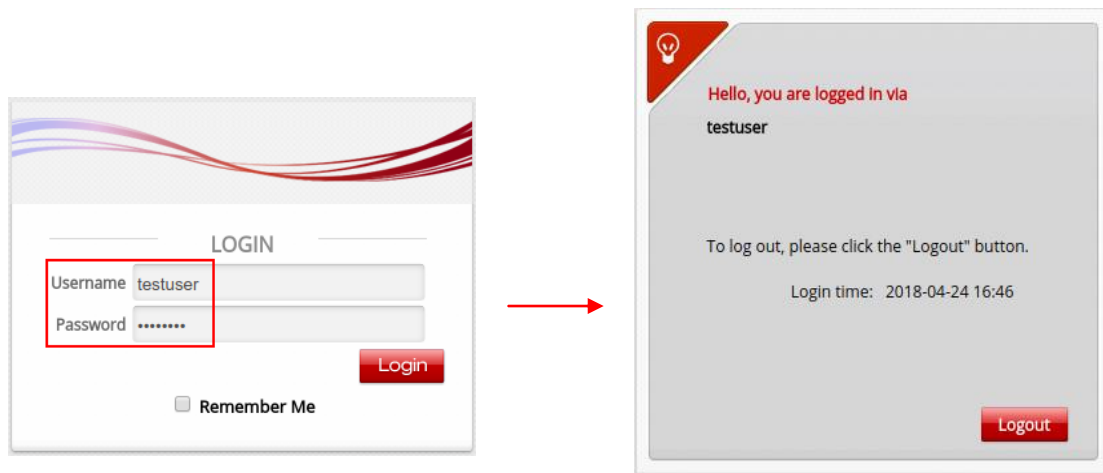 LOGIN
Username testuser
Password ••••••••
Login
Remember Me
Hello, you are logged in via
testuser
To log out, please click the "Logout" button.
Login time: 2018-04-24 16:46
Logout